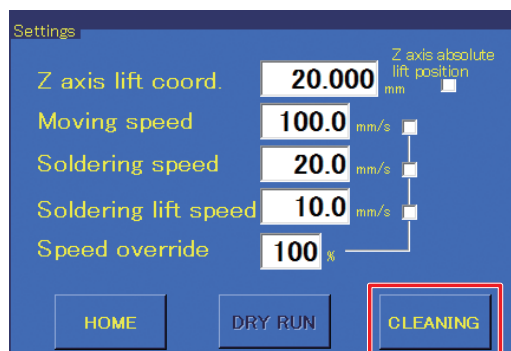 Settings
Z axis absolute
lift position
Z axis lift coord. 20.000 mm
Moving speed 100.0 mm/s
Soldering speed 20.0 mm/s
Soldering lift speed 10.0 mm/s
Speed override 100 %
HOME DRY RUN CLEANING